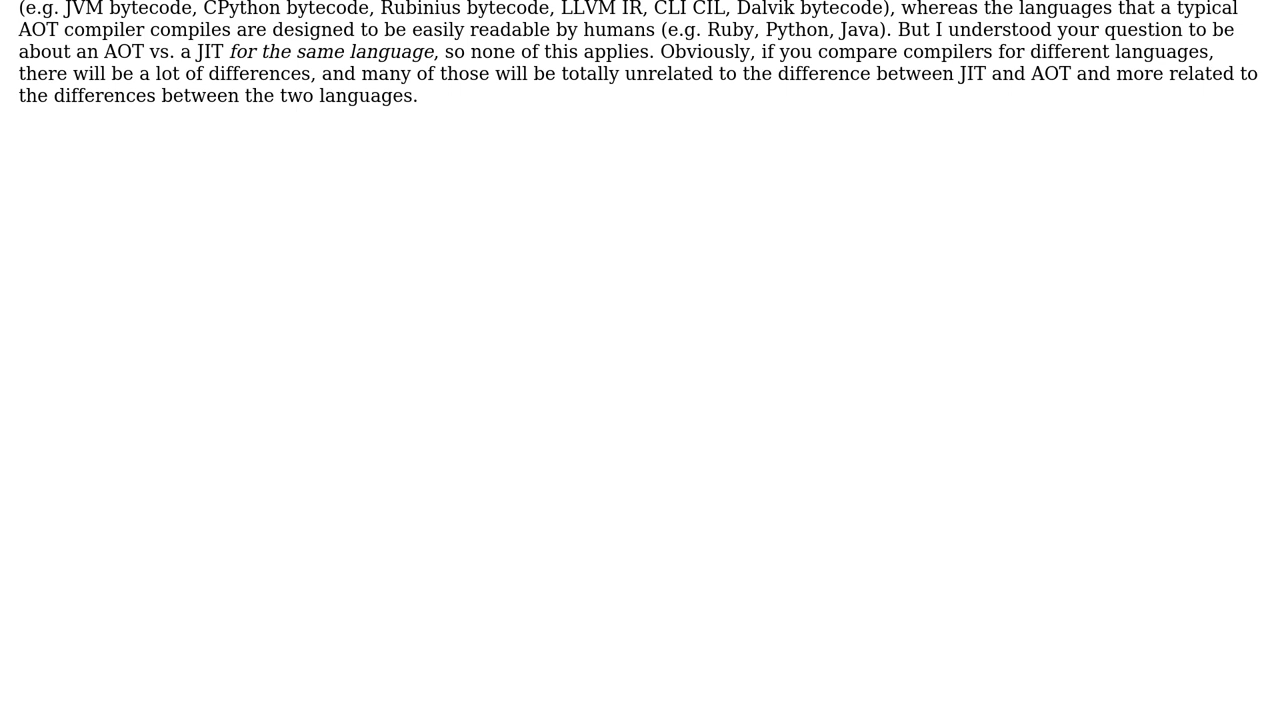 (e.g. JVM bytecode, CPython bytecode, Rubinius bytecode, LLVM IR, CLI CIL, Dalvik bytecode), whereas the languages that a typical
AOT compiler compiles are designed to be easily readable by humans (e.g. Ruby, Python, Java). But I understood your question to be
about an AOT vs. a JIT for the same language, so none of this applies. Obviously, if you compare compilers for different languages,
there will be a lot of differences, and many of those will be totally unrelated to the difference between JIT and AOT and more related to
the differences between the two languages.